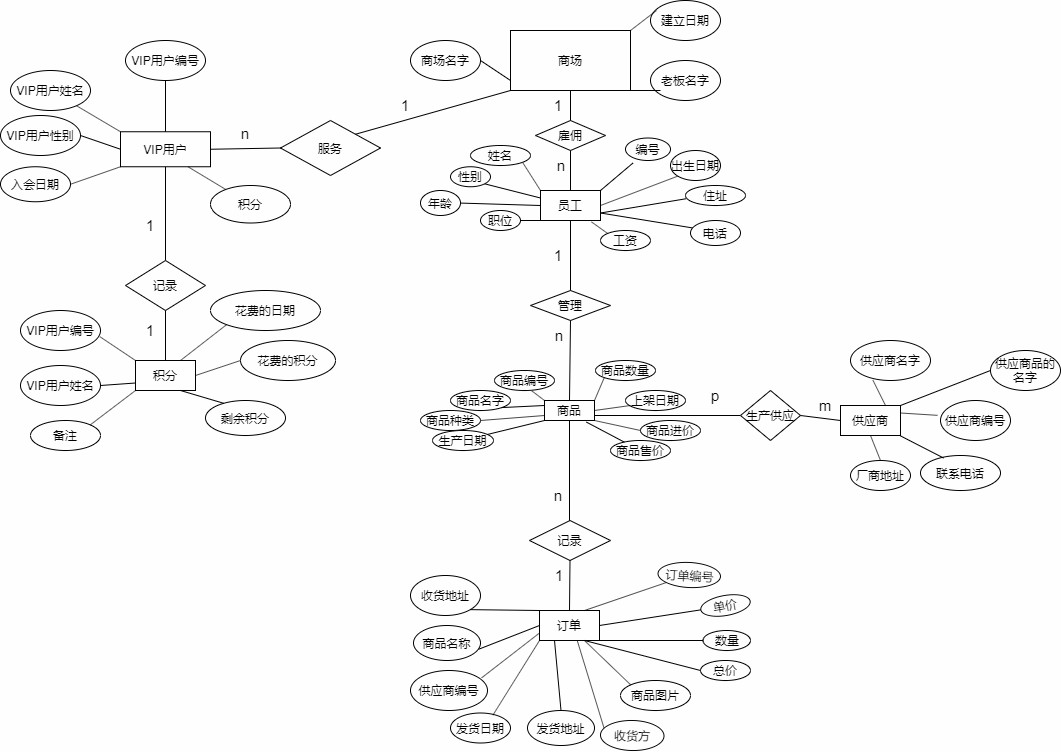 建立日期
商场名字
商场
老板名字
VIP用户编号
VIP用户姓名
VIP用户性别
入会日期
VIP用户
积分
n
服务
1
1
雇佣
n
姓名
性别
年龄
职位
员工
编号
出生日期
住址
电话
工资
1
记录
1
VIP用户编号
VIP用户姓名
备注
积分
花费的日期
花费的积分
剩余积分
1
管理
n
商品编号
商品名字
商品种类
生产日期
商品
商品数量
上架日期
商品进价
商品售价
p
生产供应
m
供应商名字
供应商品的
名字
供应商
供应商编号
厂商地址
联系电话
n
记录
1
收货地址
商品名称
供应商编号
发货日期
发货地址
收货方
商品图片
订单
订单编号
单价
数量
总价